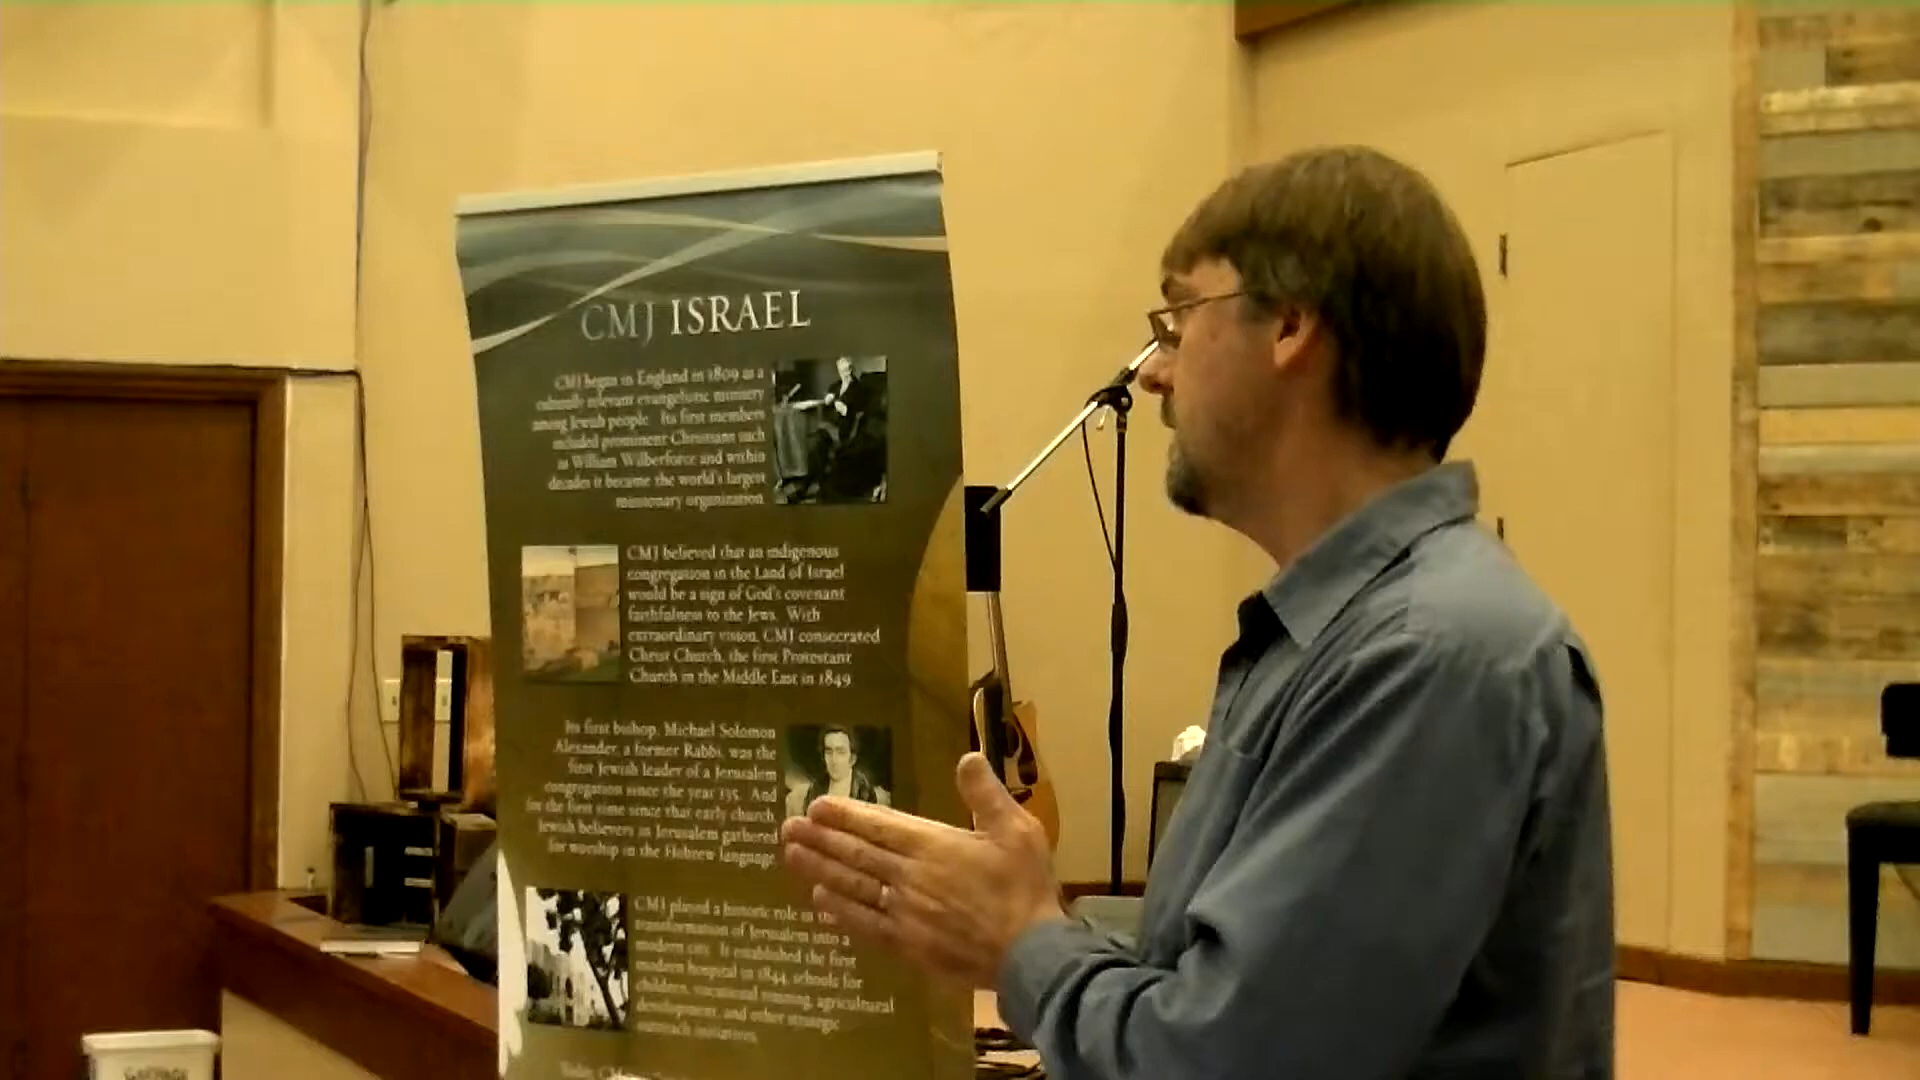 CMJ ISRAEL
CMJ began in England in 1809 as a
culturally relevant evangelistic ministry
among Jewish people. Its first members
included prominent Christians such
as William Wilberforce and within
decades it became the world's largest
missionary organization.
CMJ believed that an indigenous
congregation in the Land of Israel
would be a sign of God's covenant
faithfulness to the Jews. With
extraordinary vision, CMJ consecrated
Christ Church, the first Protestant
Church in the Middle East in 1849
Its first bishop, Michael Solomon
Alexander, a former Rabbi, was the
first Jewish leader of a Jerusalem
congregation since the year 135. And
for the first time since that early church,
Jewish believers in Jerusalem gathered
for worship in the Hebrew language
CMJ played a historic role in the
transformation of Jerusalem into a
modern city. It established the first
modern hospital in 1844, schools for
children, vocational training, agricultural
development, and other strategic
outreach initiatives.
Today, CMJ
GARBAGE